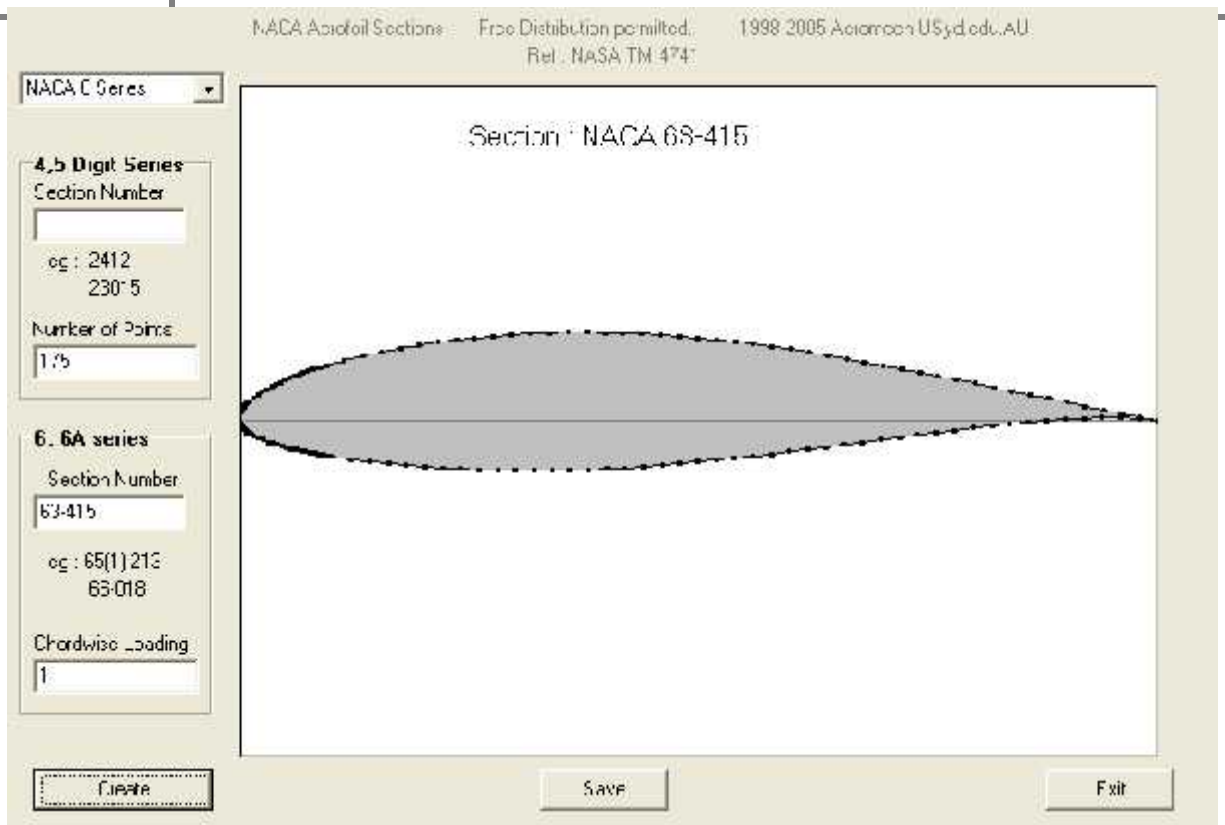 NACA Aerofoil Sections Free Distribution permitted. 1998-2005 Aeromech USyd.edu.AU
Ref : NASA TM 4741
NACA 6 Series
Section : NACA 63-415
4,5 Digit Series
Section Number
eg : 2412
23015
Number of Points
175
6, 6A series
Section Number
63-415
eg : 65(1)213
66-018
Chordwise Loading
1
Create
Save
Exit